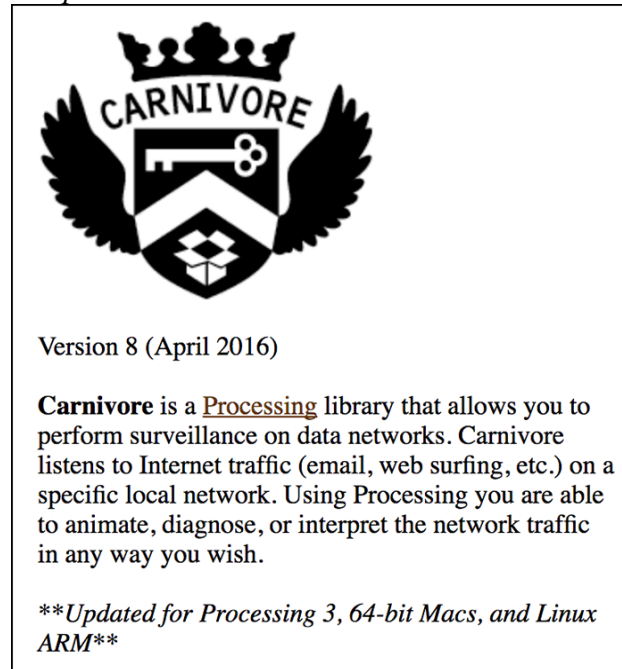 CARNIVORE
Version 8 (April 2016)
Carnivore is a Processing library that allows you to
perform surveillance on data networks. Carnivore
listens to Internet traffic (email, web surfing, etc.) on a
specific local network. Using Processing you are able
to animate, diagnose, or interpret the network traffic
in any way you wish.
**Updated for Processing 3, 64-bit Macs, and Linux
ARM**